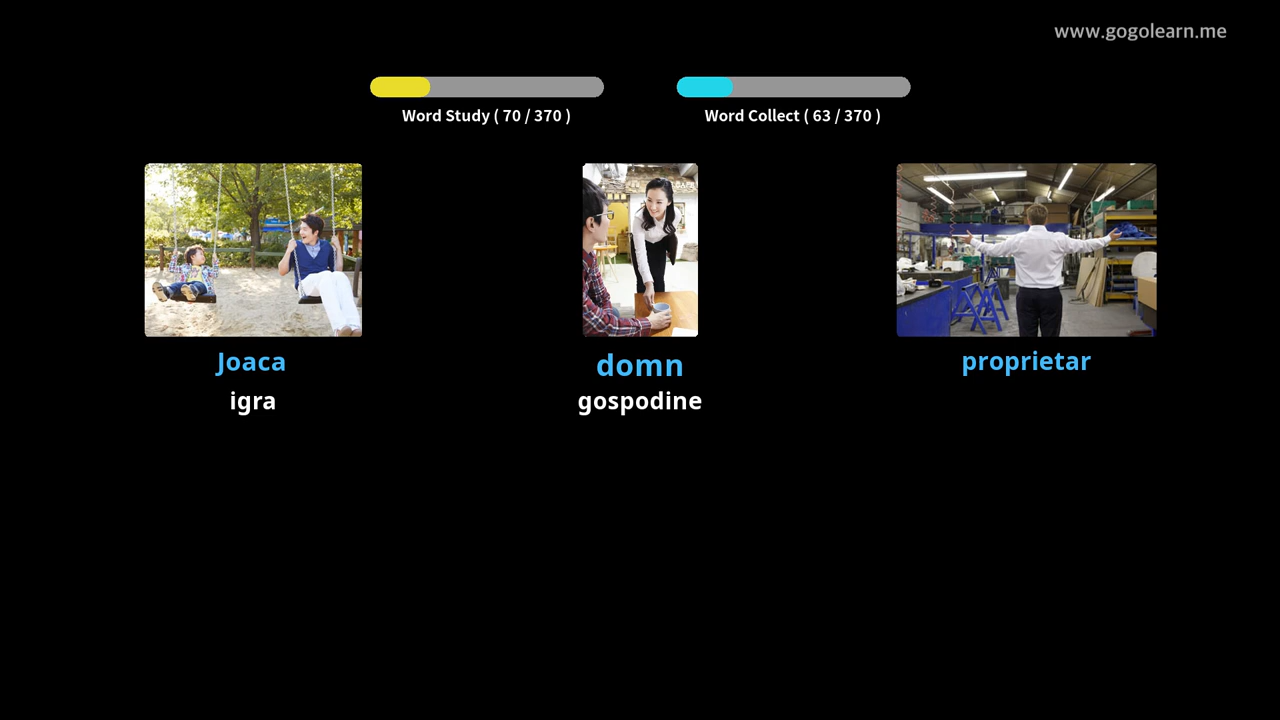 www.gogolearn.me
Word Study ( 70 / 370 )
Word Collect ( 63 / 370 )
Joaca
igra
domn
gospodine
proprietar